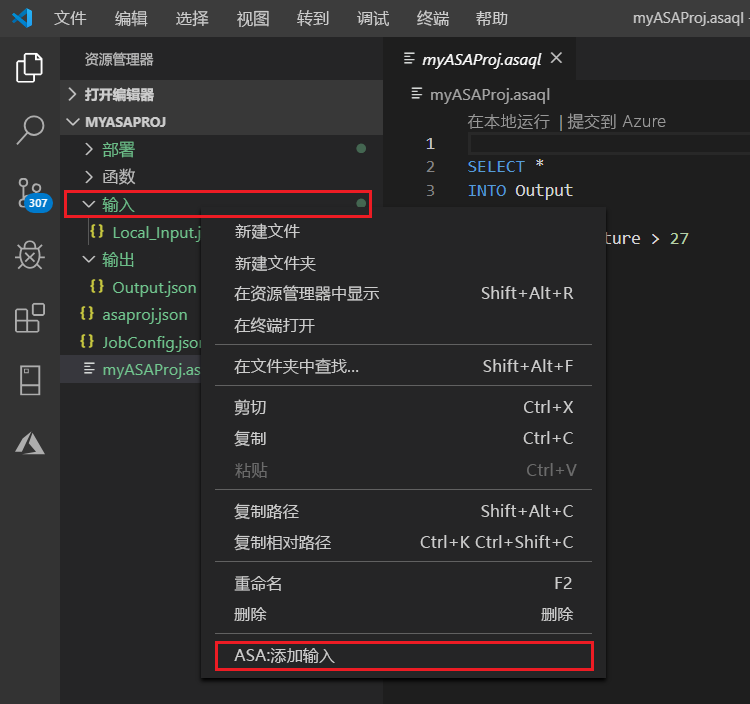 文件 编辑 选择 视图 转到 调试 终端 帮助 myASAProj.asaql
资源管理器
打开编辑器
MYASAPROJ
部署
函数
输入
{} Local_Input.j
输出
{} Output.json
{} asaproj.json
{} JobConfig.json
myASAProj.as
307
myASAProj.asaql ×
myASAProj.asaql
在本地运行 | 提交到 Azure
1
2 SELECT *
3 INTO Output
ture > 27
新建文件
新建文件夹
在资源管理器中显示 Shift+Alt+R
在终端打开
在文件夹中查找... Shift+Alt+F
剪切 Ctrl+X
复制 Ctrl+C
粘贴 Ctrl+V
复制路径 Shift+Alt+C
复制相对路径 Ctrl+K Ctrl+Shift+C
重命名 F2
删除 删除
ASA:添加输入